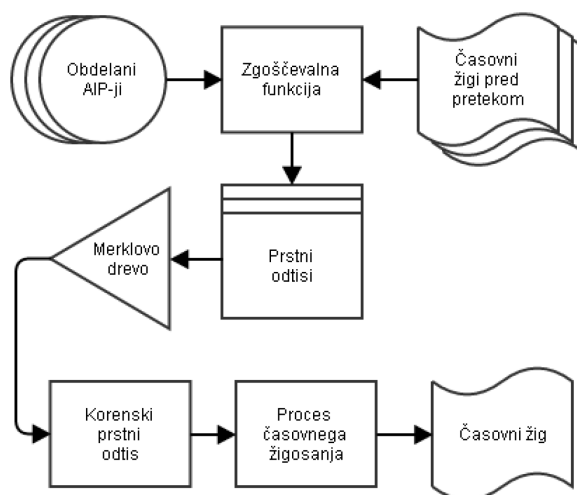 Obdelani
AIP-ji
Zgoščevalna
funkcija
Časovni
žigi pred
pretekom
Merklovo
drevo
Prstni
odtisi
Korenski
prstni
odtis
Proces
časovnega
žigosanja
Časovni žig